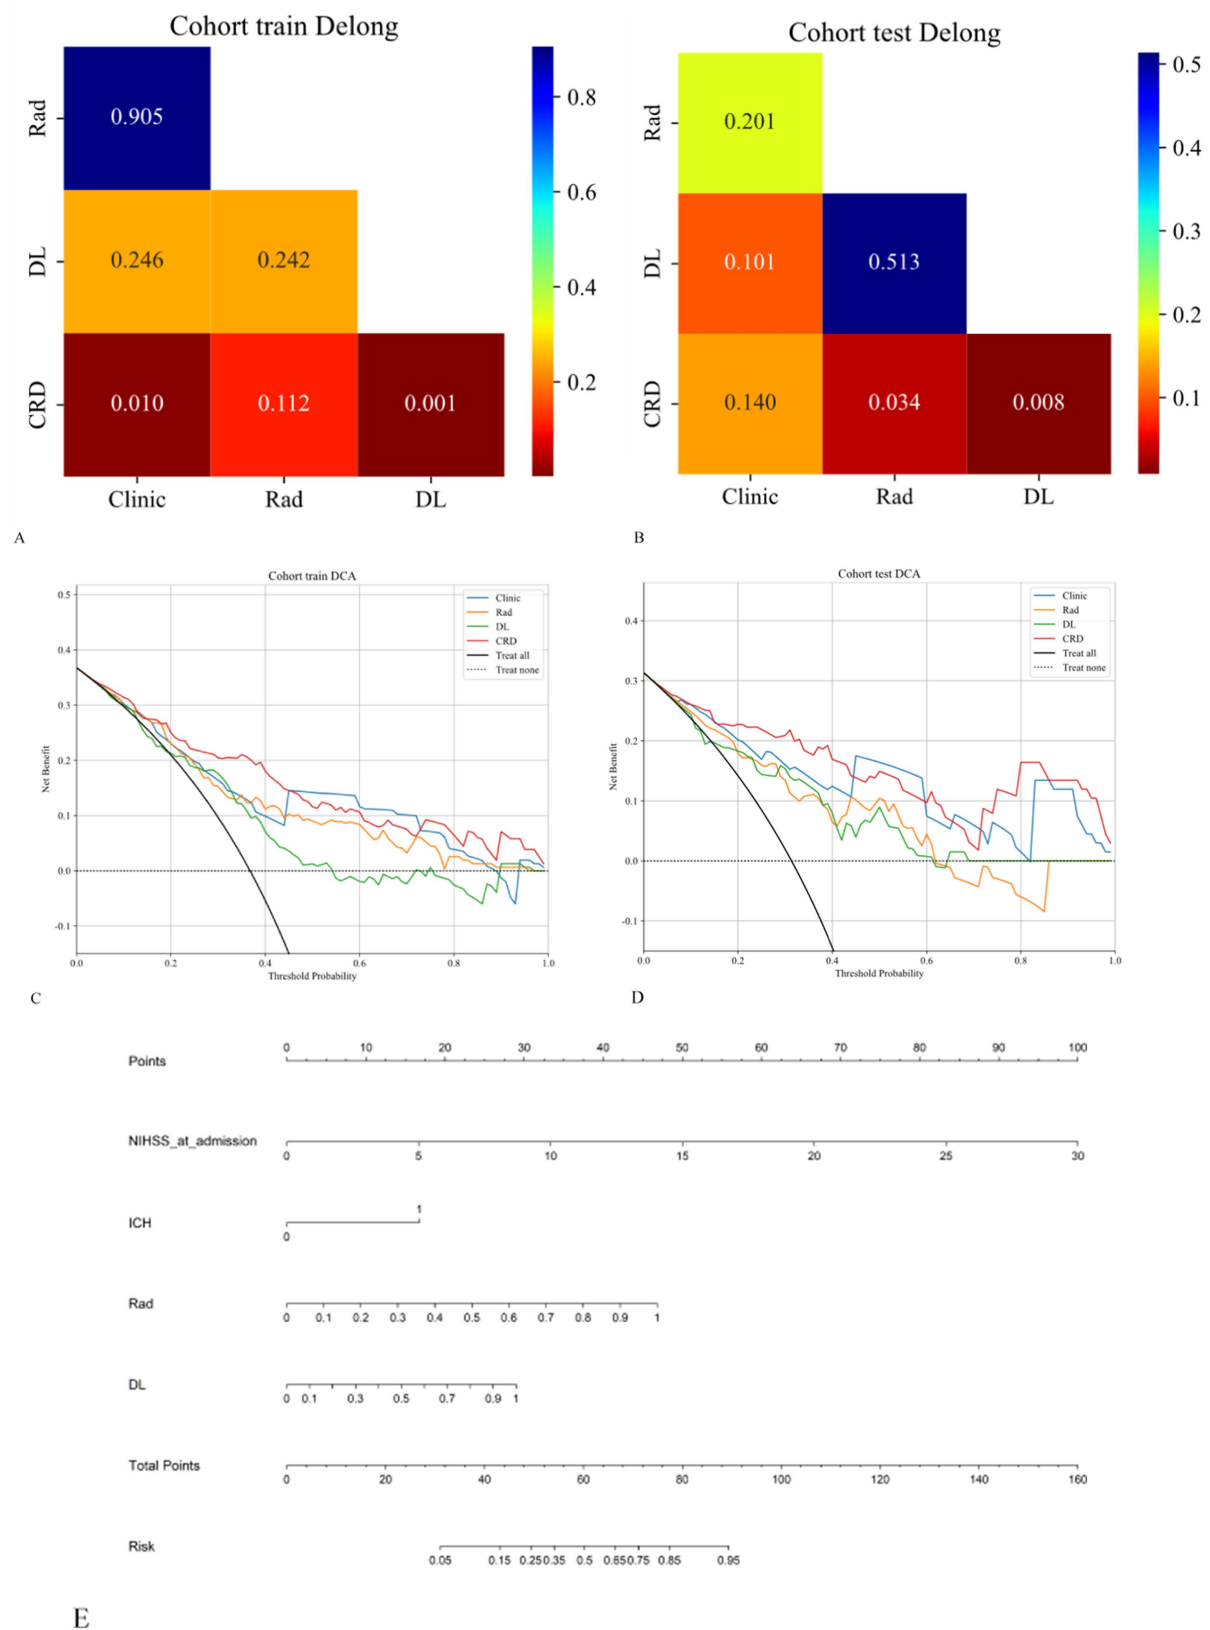 Cohort train Delong
Rad
0.905
0.8
0.6
DL
0.246 0.242
0.4
CRD
0.010 0.112 0.001
0.2
Clinic Rad DL
A
Cohort test Delong
0.5
Rad
0.201
0.4
0.3
DL
0.101 0.513
0.2
CRD
0.140 0.034 0.008
0.1
Clinic Rad DL
B
Cohort train DCA
Clinic
Rad
DL
CRD
Treat all
Treat none
Net Benefit
0.5
0.4
0.3
0.2
0.1
0.0
-0.1
0.0 0.2 0.4 0.6 0.8 1.0
Threshold Probability
C
Cohort test DCA
Clinic
Rad
DL
CRD
Treat all
Treat none
Net Benefit
0.4
0.3
0.2
0.1
0.0
-0.1
0.0 0.2 0.4 0.6 0.8 1.0
Threshold Probability
D
Points
0 10 20 30 40 50 60 70 80 90 100
NIHSS_at_admission
0 5 10 15 20 25 30
ICH
0 1
Rad
0 0.1 0.2 0.3 0.4 0.5 0.6 0.7 0.8 0.9 1
DL
0 0.1 0.3 0.5 0.7 0.9 1
Total Points
0 20 40 60 80 100 120 140 160
Risk
0.05 0.15 0.25 0.35 0.5 0.65 0.75 0.85 0.95
E